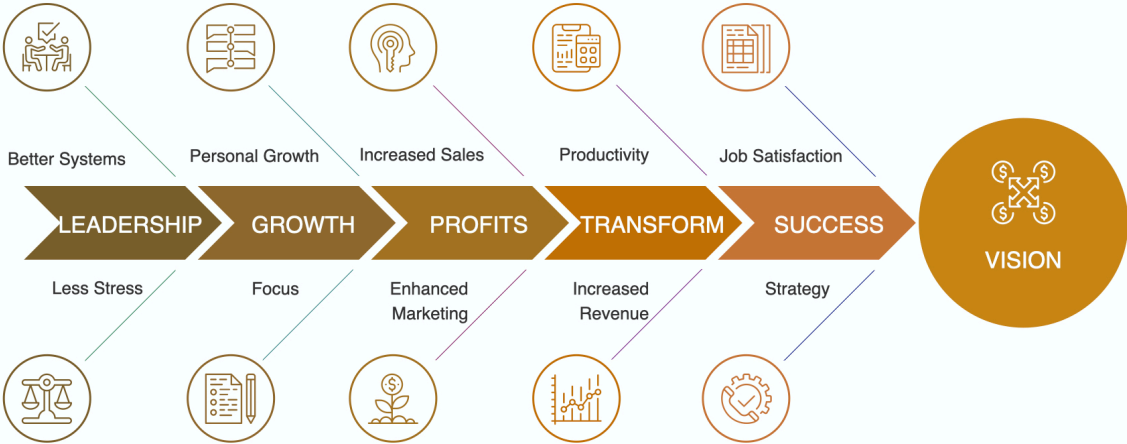 Better Systems
Personal Growth
Increased Sales
Productivity
Job Satisfaction
LEADERSHIP
GROWTH
PROFITS
TRANSFORM
SUCCESS
VISION
Less Stress
Focus
Enhanced
Marketing
Increased
Revenue
Strategy